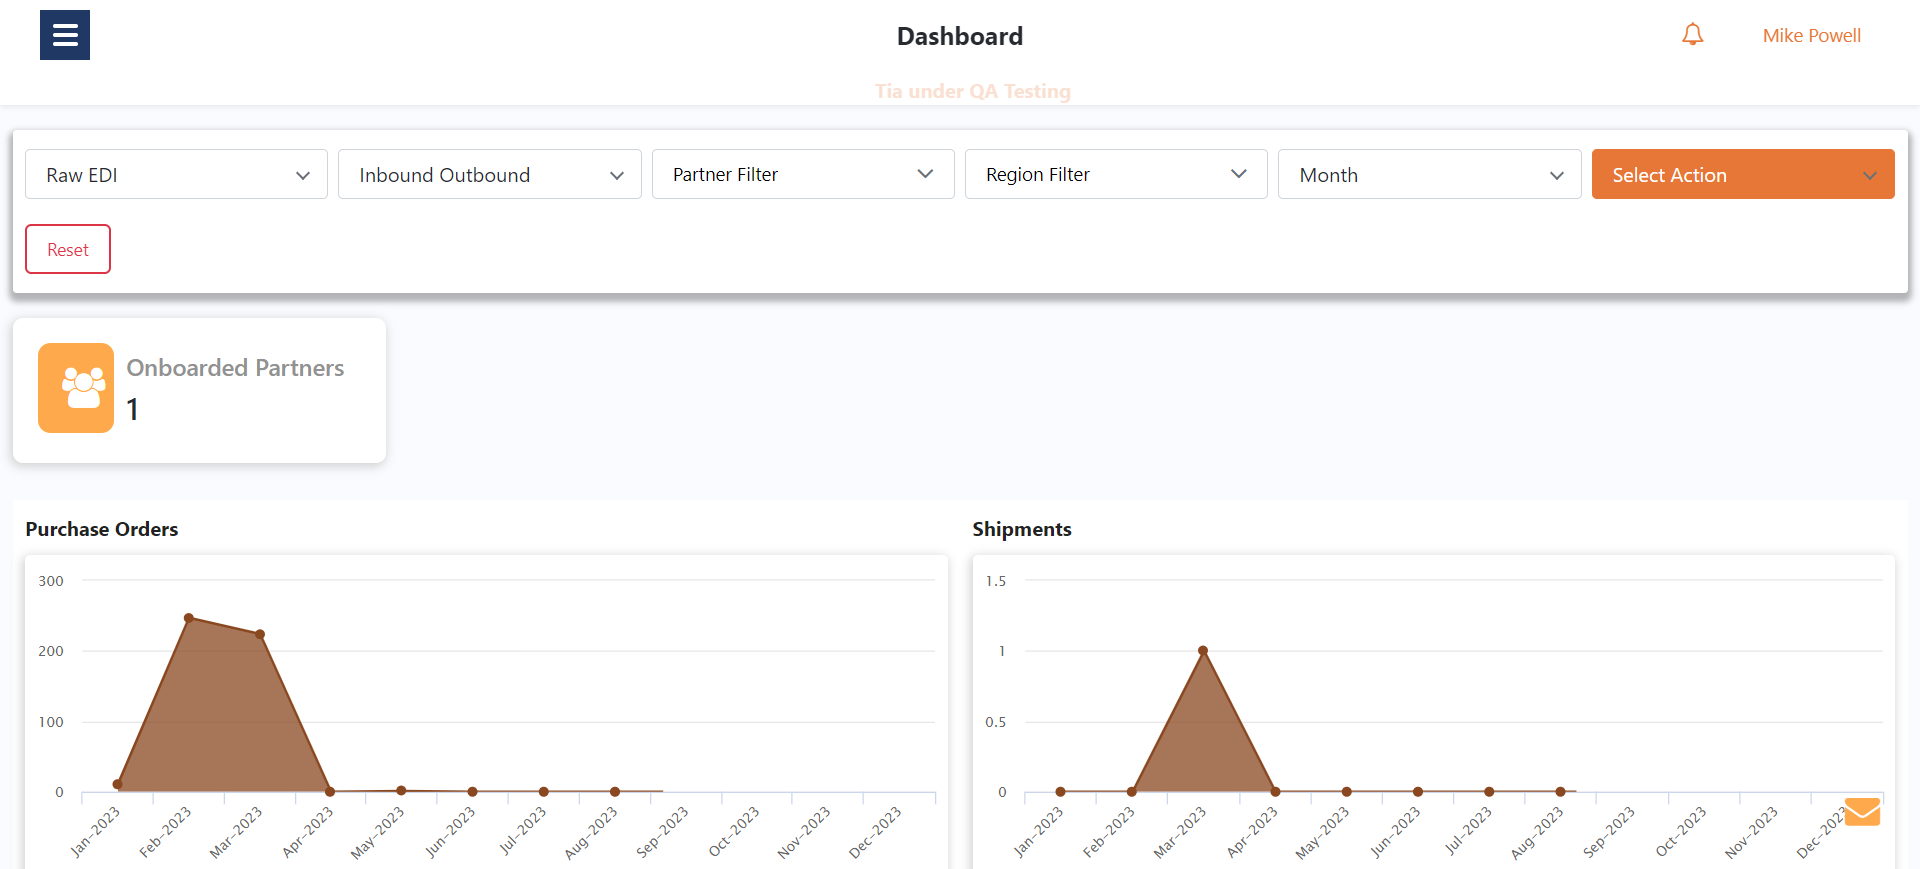 Dashboard
Mike Powell
Tia under QA Testing
Raw EDI
Inbound Outbound
Partner Filter
Region Filter
Month
Select Action
Reset
Onboarded Partners
1
Purchase Orders
300
200
100
0
Jan-2023
Feb-2023
Mar-2023
Apr-2023
May-2023
Jun-2023
Jul-2023
Aug-2023
Sep-2023
Oct-2023
Nov-2023
Dec-2023
Shipments
1.5
1
0.5
0
Jan-2023
Feb-2023
Mar-2023
Apr-2023
May-2023
Jun-2023
Jul-2023
Aug-2023
Sep-2023
Oct-2023
Nov-2023
Dec-2023